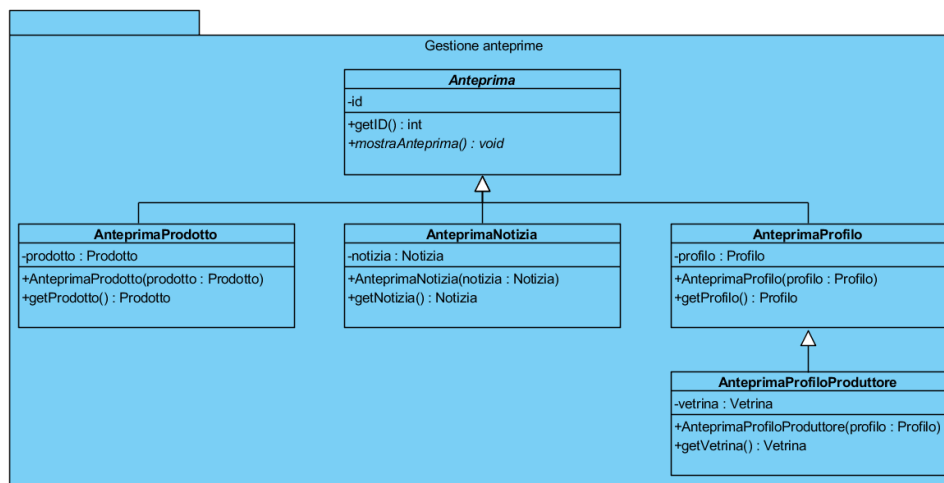 Gestione anteprime
Anteprima
-id
+getID() : int
+mostraAnteprima() : void
AnteprimaProdotto
-prodotto : Prodotto
+AnteprimaProdotto(prodotto : Prodotto)
+getProdotto() : Prodotto
AnteprimaNotizia
-notizia : Notizia
+AnteprimaNotizia(notizia : Notizia)
+getNotizia() : Notizia
AnteprimaProfilo
-profilo : Profilo
+AnteprimaProfilo(profilo : Profilo)
+getProfilo() : Profilo
AnteprimaProfiloProduttore
-vetrina : Vetrina
+AnteprimaProfiloProduttore(profilo : Profilo)
+getVetrina() : Vetrina